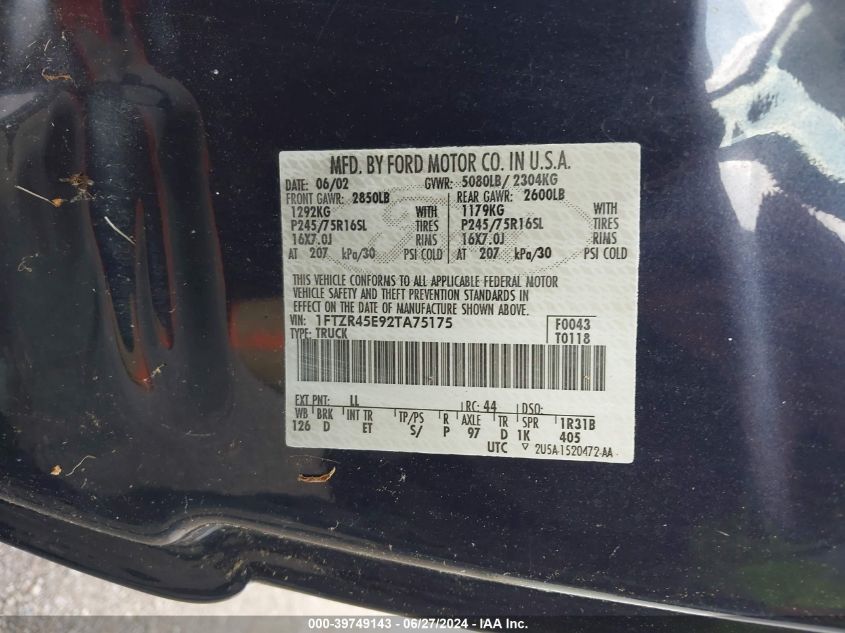 MFD. BY FORD MOTOR CO. IN U.S.A.
DATE: 06/02 GVWR: 5080LB/ 2304KG
FRONT GAWR: 2850LB REAR GAWR: 2600LB
1292KG WITH 1179KG WITH
P245/75R16SL TIRES P245/75R16SL TIRES
16X7.0J RIMS 16X7.0J RIMS
AT 207 kPa/30 PSI COLD AT 207 kPa/30 PSI COLD
THIS VEHICLE CONFORMS TO ALL APPLICABLE FEDERAL MOTOR
VEHICLE SAFETY AND THEFT PREVENTION STANDARDS IN
EFFECT ON THE DATE OF MANUFACTURE SHOWN ABOVE.
VIN: 1FTZR45E92TA75175 F0043
TYPE: TRUCK T0118
EXT PNT: LL RC: 44 DSO:
WB BRK INT TR TP/PS R AXLE TR SPR 1R31B
126 D ET S/ P 97 D 1K 405
UTC ▽ 2U5A-1520472-AA
000-39749143 - 06/27/2024 - I - - -